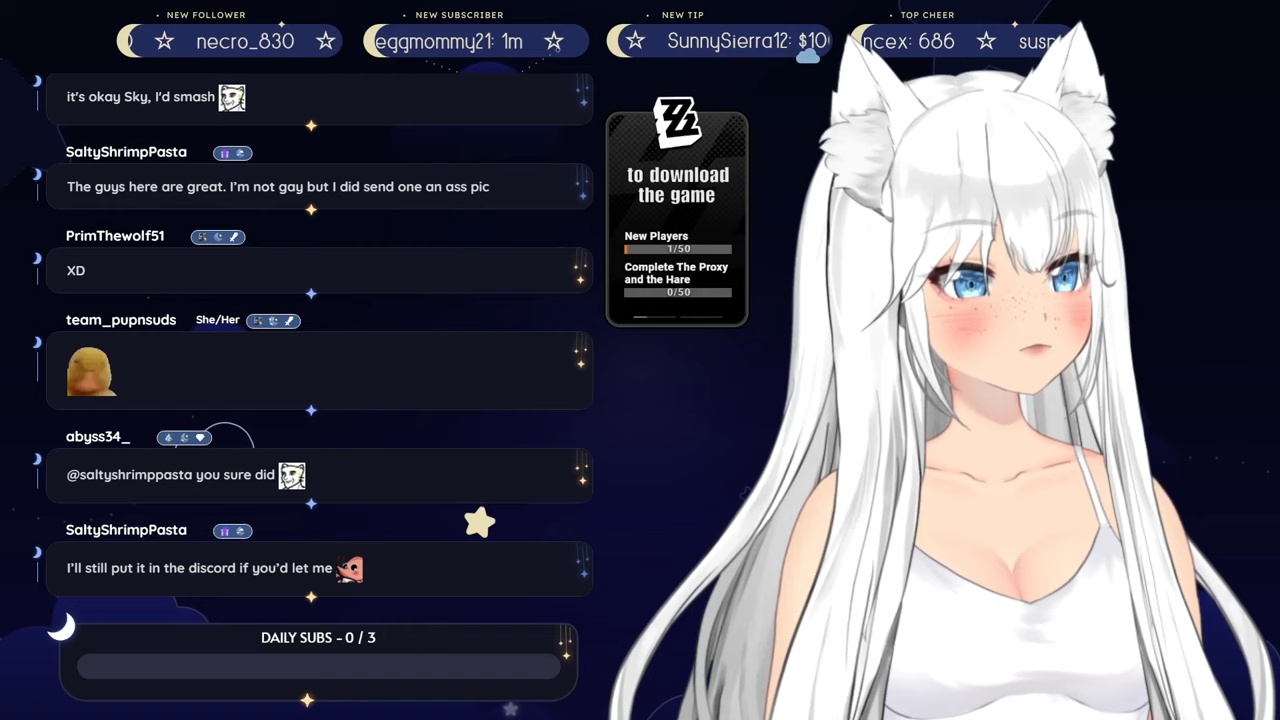 NEW FOLLOWER
NEW SUBSCRIBER
NEW TIP
TOP CHEER
necro_830
eggmommy21: 1m
SunnySierra12: $10
ncex: 686
it's okay Sky, I'd smash
SaltyShrimpPasta
The guys here are great. I'm not gay but I did send one an ass pic
PrimThewolf51
XD
team_pupnsuds She/Her
abyss34_
@saltyshrimppasta you sure did
SaltyShrimpPasta
I'll still put it in the discord if you'd let me
DAILY SUBS - 0 / 3
to download
the game
New Players
1/50
Complete The Proxy
and the Hare
0/50